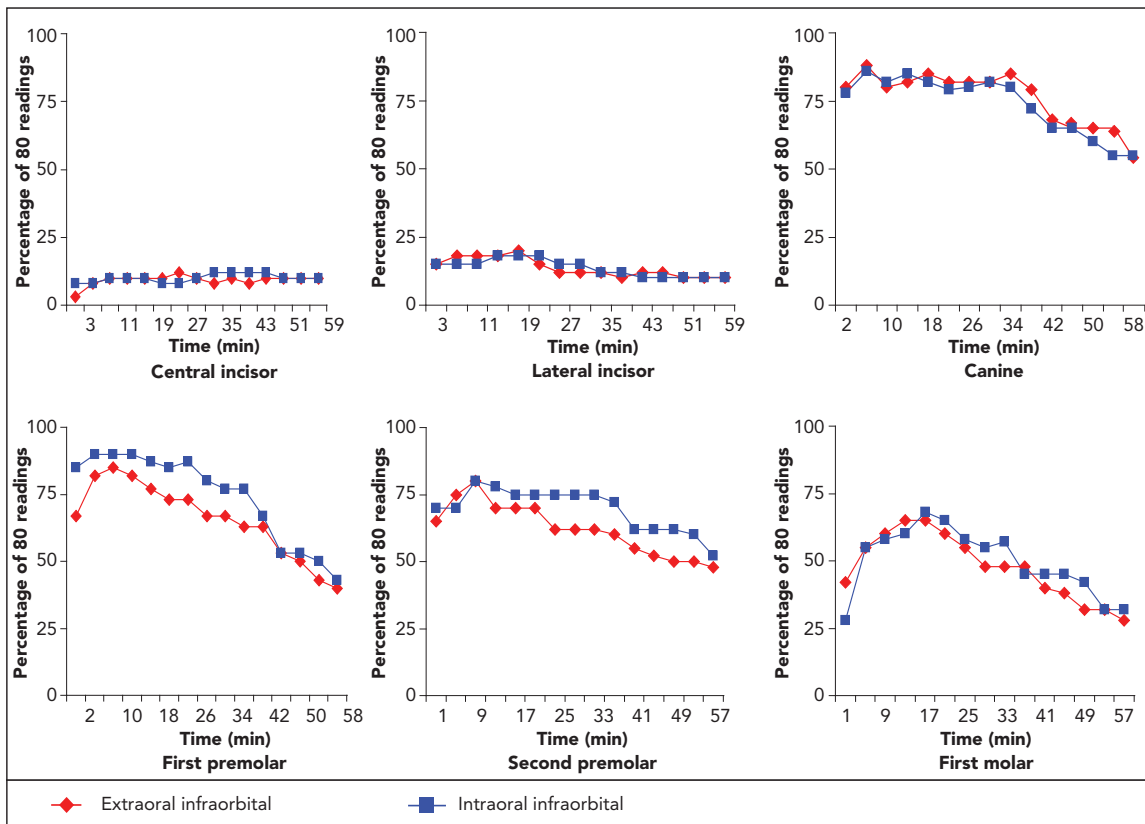 100
75
50
25
0
Percentage of 80 readings
3 11 19 27 35 43 51 59
Time (min)
Central incisor
100
75
50
25
0
Percentage of 80 readings
3 11 19 27 35 43 51 59
Time (min)
Lateral incisor
100
75
50
25
0
Percentage of 80 readings
2 10 18 26 34 42 50 58
Time (min)
Canine
100
75
50
25
0
Percentage of 80 readings
2 10 18 26 34 42 50 58
Time (min)
First premolar
100
75
50
25
0
Percentage of 80 readings
1 9 17 25 33 41 49 57
Time (min)
Second premolar
100
75
50
25
0
Percentage of 80 readings
1 9 17 25 33 41 49 57
Time (min)
First molar
Extraoral infraorbital
Intraoral infraorbital